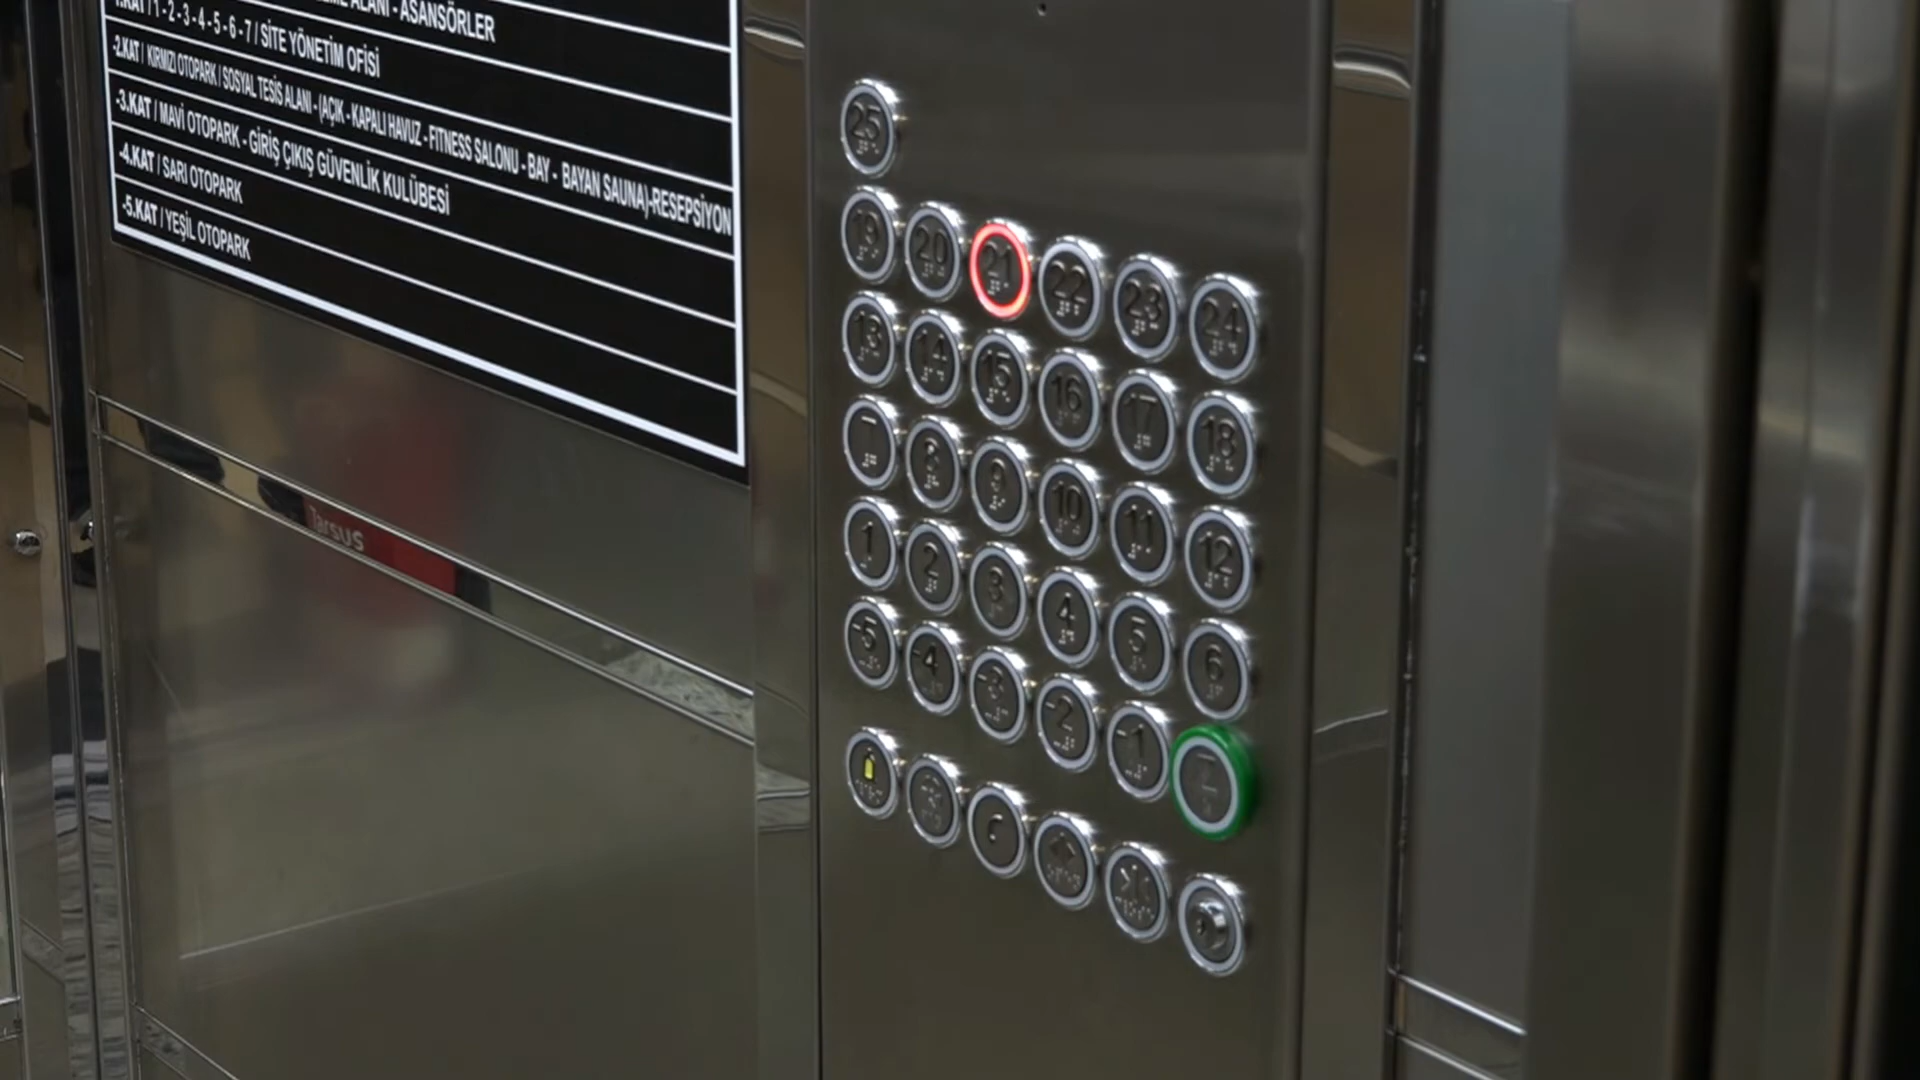 ALANI - ASANSÖRLER
1.KAT / 1 - 2 - 3 - 4 - 5 - 6 - 7 / SİTE YÖNETİM OFİSİ
-2.KAT / KIRMIZI OTOPARK / SOSYAL TESİS ALANI - (AÇIK - KAPALI HAVUZ - FITNESS SALONU - BAY - BAYAN SAUNA)-RESEPSİYON
-3.KAT / MAVİ OTOPARK - GİRİŞ ÇIKIŞ GÜVENLİK KULÜBESİ
-4.KAT / SARI OTOPARK
-5.KAT / YEŞİL OTOPARK
Tarsus
25
19 20 21 22 23 24
13 14 15 16 17 18
7 8 9 10 11 12
1 2 3 4 5 6
-5 -4 -3 -2 -1